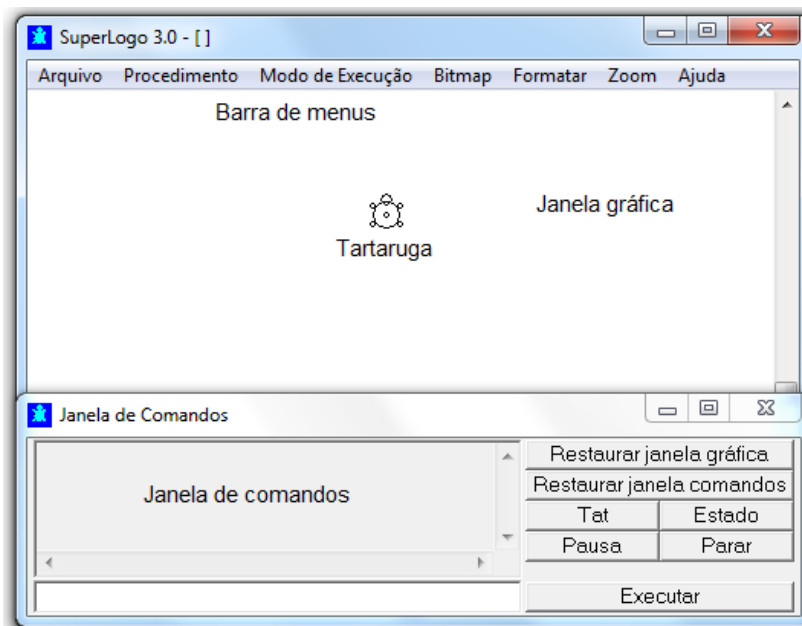 SuperLogo 3.0 - [ ]
Arquivo Procedimento Modo de Execução Bitmap Formatar Zoom Ajuda
Barra de menus
Janela gráfica
Tartaruga
Janela de Comandos
Janela de comandos
Restaurar janela gráfica
Restaurar janela comandos
Tat Estado
Pausa Parar
Executar